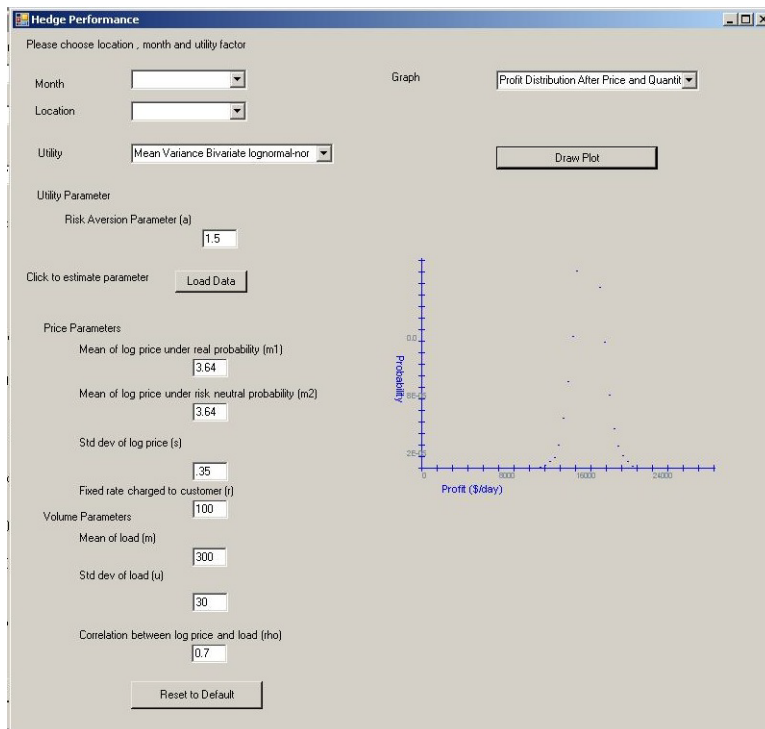 Hedge Performance
Please choose location , month and utility factor
Month
Graph
Profit Distribution After Price and Quantit
Location
Utility
Mean Variance Bivariate lognormal-nor
Draw Plot
Utility Parameter
Risk Aversion Parameter (a)
1.5
Click to estimate parameter
Load Data
Price Parameters
Mean of log price under real probability (m1)
3.64
Mean of log price under risk neutral probability (m2)
3.64
Std dev of log price (s)
.35
Fixed rate charged to customer (r)
100
Volume Parameters
Mean of load (m)
300
Std dev of load (u)
30
Correlation between log price and load (rho)
0.7
Reset to Default
Probability
0.0
0
8000
16000
24000
Profit ($/day)